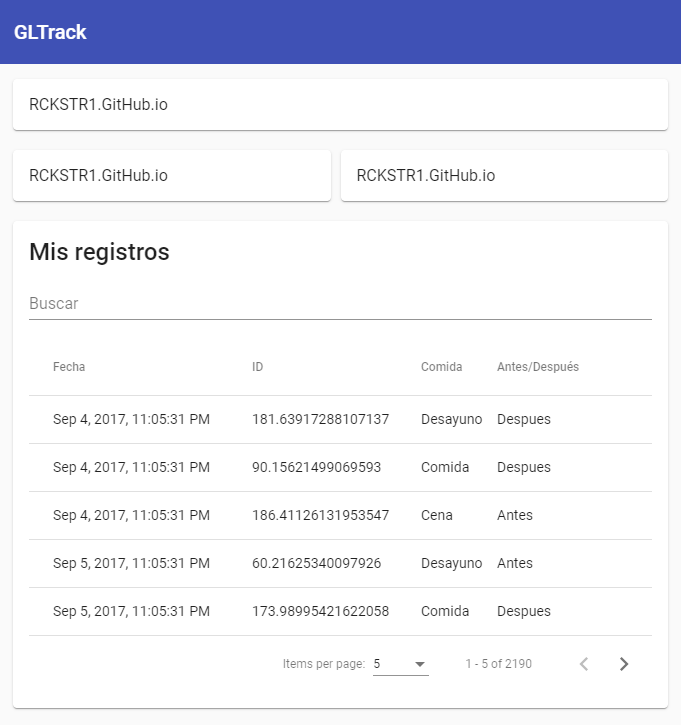 GLTrack
RCKSTR1.GitHub.io
RCKSTR1.GitHub.io RCKSTR1.GitHub.io
Mis registros
Buscar
Fecha ID Comida Antes/Después
Sep 4, 2017, 11:05:31 PM 181.63917288107137 Desayuno Despues
Sep 4, 2017, 11:05:31 PM 90.15621499069593 Comida Despues
Sep 4, 2017, 11:05:31 PM 186.41126131953547 Cena Antes
Sep 5, 2017, 11:05:31 PM 60.21625340097926 Desayuno Antes
Sep 5, 2017, 11:05:31 PM 173.98995421622058 Comida Despues
Items per page: 5 1 - 5 of 2190